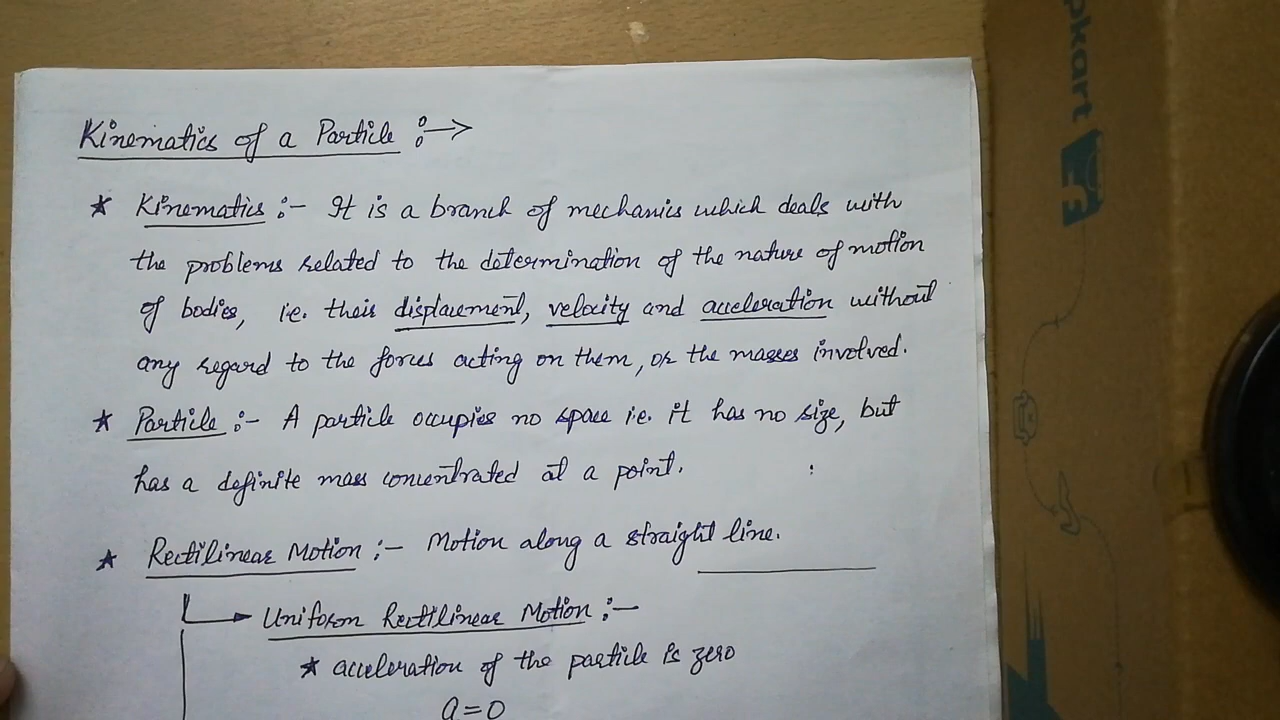 Kinematics of a Particle :→
* Kinematics :- It is a branch of mechanics which deals with
the problems related to the determination of the nature of motion
of bodies, i.e. their displacement, velocity and acceleration without
any regard to the forces acting on them, or the masses involved.
* Particle :- A particle occupies no space i.e. it has no size, but
has a definite mass concentrated at a point.
* Rectilinear Motion :- Motion along a straight line.
→ Uniform Rectilinear Motion :-
* acceleration of the particle is zero
a=0
pkart